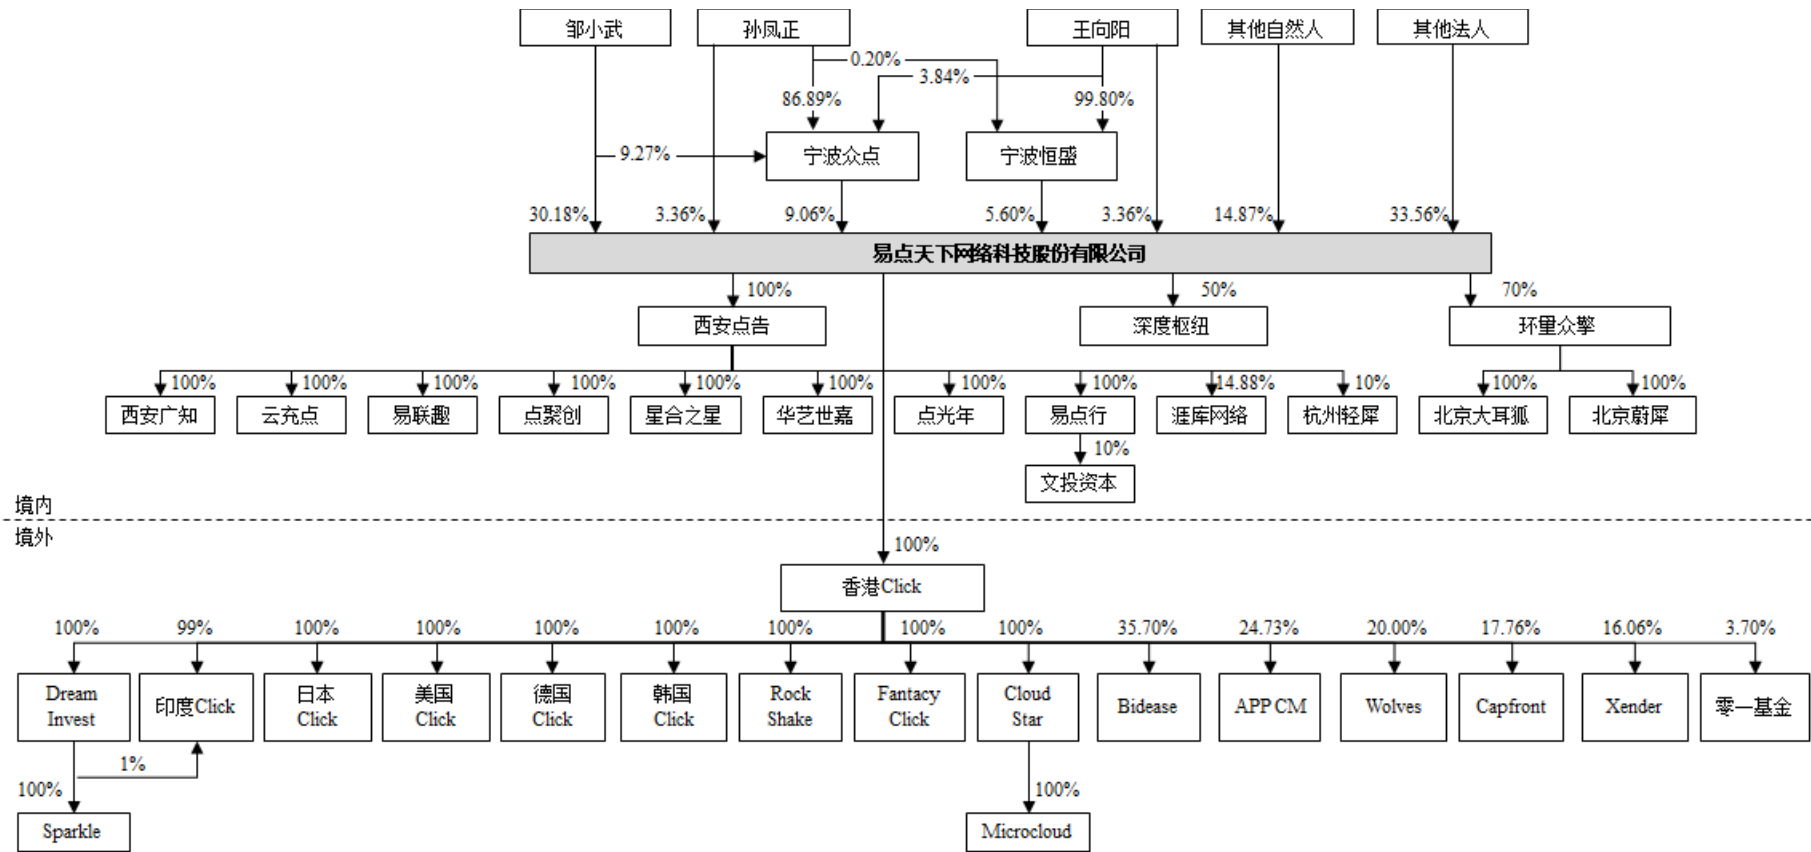 邹小武
孙凤正
王向阳
其他自然人
其他法人
0.20%
3.84%
86.89%
99.80%
9.27%
宁波众点
宁波恒盛
30.18%
3.36%
9.06%
5.60%
3.36%
14.87%
33.56%
易点天下网络科技股份有限公司
100%
50%
70%
西安点告
深度枢纽
环量众擎
100%
100%
100%
100%
100%
100%
100%
100%
14.88%
10%
100%
100%
西安广知
云充点
易联趣
点聚创
星合之星
华艺世嘉
点光年
易点行
涯库网络
杭州轻犀
北京大耳狐
北京蔚犀
10%
文投资本
境内
境外
100%
香港Click
100%
99%
100%
100%
100%
100%
100%
100%
100%
35.70%
24.73%
20.00%
17.76%
16.06%
3.70%
Dream
Invest
印度Click
日本
Click
美国
Click
德国
Click
韩国
Click
Rock
Shake
Fantacy
Click
Cloud
Star
Bidease
APP CM
Wolves
Capfront
Xender
零一基金
1%
100%
100%
Sparkle
Microcloud